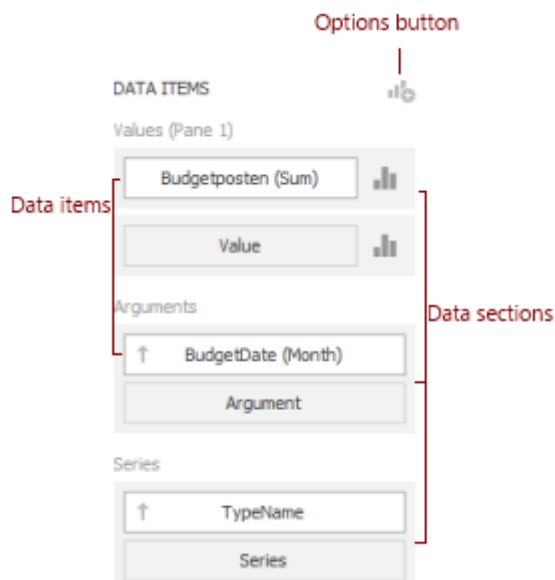 Options button
DATA ITEMS
Values (Pane 1)
Budgetposten (Sum)
Data items
Value
Arguments
Data sections
BudgetDate (Month)
Argument
Series
TypeName
Series